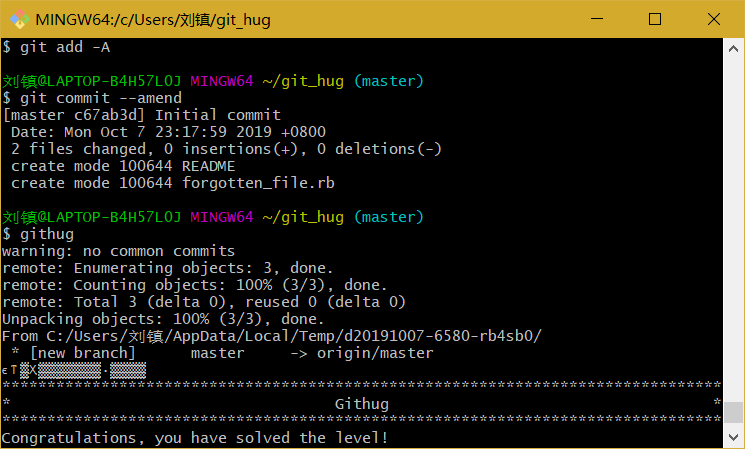 MINGW64:/c/Users/刘镇/git_hug
$ git add -A
刘镇@LAPTOP-B4H57LOJ MINGW64 ~/git_hug (master)
$ git commit --amend
[master c67ab3d] Initial commit
Date: Mon Oct 7 23:17:59 2019 +0800
2 files changed, 0 insertions(+), 0 deletions(-)
create mode 100644 README
create mode 100644 forgotten_file.rb
刘镇@LAPTOP-B4H57LOJ MINGW64 ~/git_hug (master)
$ githug
warning: no common commits
remote: Enumerating objects: 3, done.
remote: Counting objects: 100% (3/3), done.
remote: Total 3 (delta 0), reused 0 (delta 0)
Unpacking objects: 100% (3/3), done.
From C:/Users/刘镇/AppData/Local/Temp/d20191007-6580-rb4sb0/
* [new branch]      master     -> origin/master
********************************************************************************
*                                    Githug                                    *
********************************************************************************
Congratulations, you have solved the level!